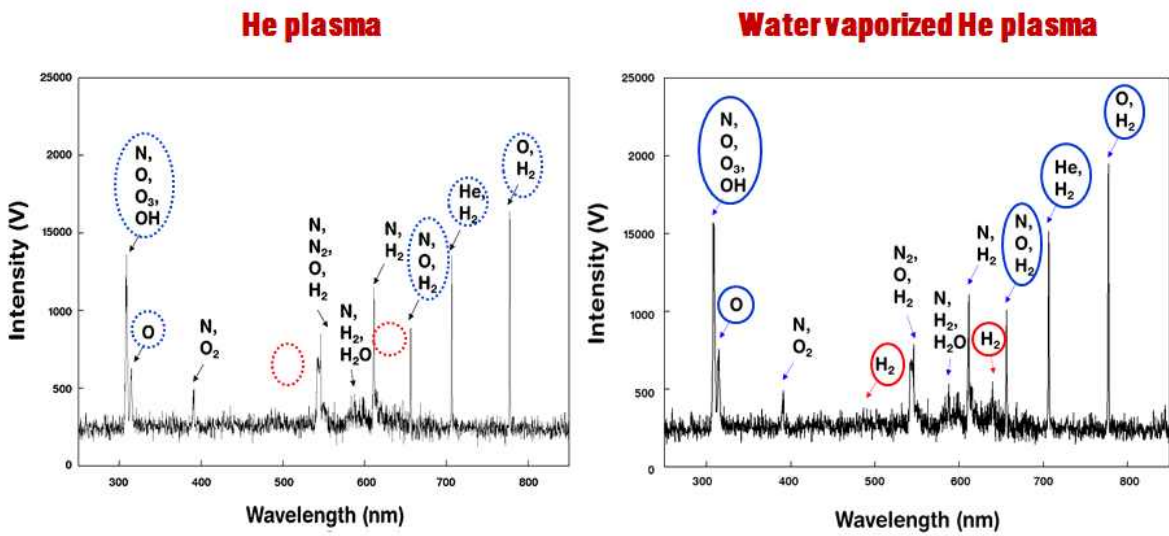 He plasma
25000
2000
15000
1000
500
0
Intensity (V)
N,
O,
O3,
OH
O
N,
O2
N,
N2,
O,
H2
N,
H2,
H2O
N,
H2
N,
O,
H2
He,
H2
O,
H2
300 400 500 600 700 800
Wavelength (nm)
Water vaporized He plasma
25000
2000
15000
1000
500
0
Intensity (V)
N,
O,
O3,
OH
O
N,
O2
H2
N2,
O,
H2
N,
H2,
H2O
N,
H2
H2
N,
O,
H2
He,
H2
O,
H2
300 400 500 600 700 800
Wavelength (nm)